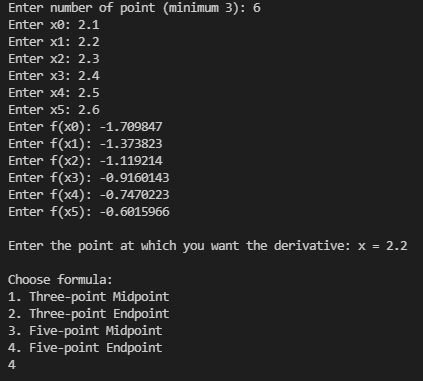 Enter number of point (minimum 3): 6
Enter x0: 2.1
Enter x1: 2.2
Enter x2: 2.3
Enter x3: 2.4
Enter x4: 2.5
Enter x5: 2.6
Enter f(x0): -1.709847
Enter f(x1): -1.373823
Enter f(x2): -1.119214
Enter f(x3): -0.9160143
Enter f(x4): -0.7470223
Enter f(x5): -0.6015966
Enter the point at which you want the derivative: x = 2.2
Choose formula:
1. Three-point Midpoint
2. Three-point Endpoint
3. Five-point Midpoint
4. Five-point Endpoint
4